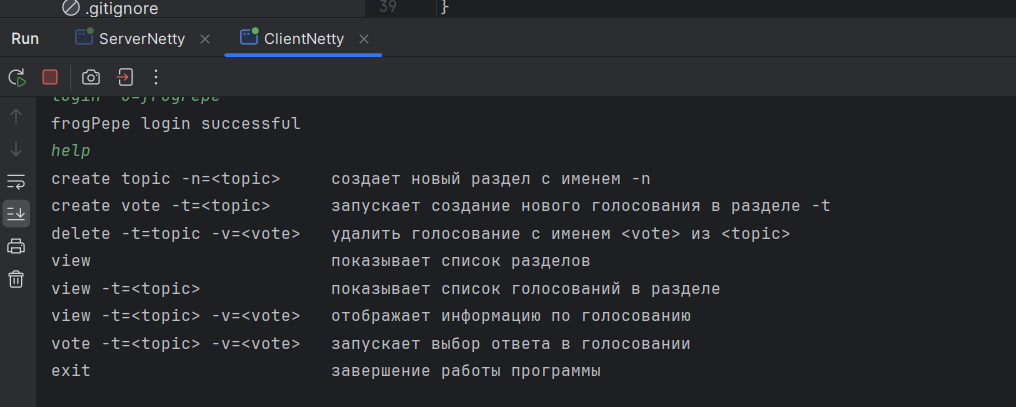 .gitignore
39 }
Run ServerNetty ClientNetty
login -u=frogPepe
frogPepe login successful
help
create topic -n=<topic> создает новый раздел с именем -n
create vote -t=<topic> запускает создание нового голосования в разделе -t
delete -t=topic -v=<vote> удалить голосование с именем <vote> из <topic>
view показывает список разделов
view -t=<topic> показывает список голосований в разделе
view -t=<topic> -v=<vote> отображает информацию по голосованию
vote -t=<topic> -v=<vote> запускает выбор ответа в голосовании
exit завершение работы программы